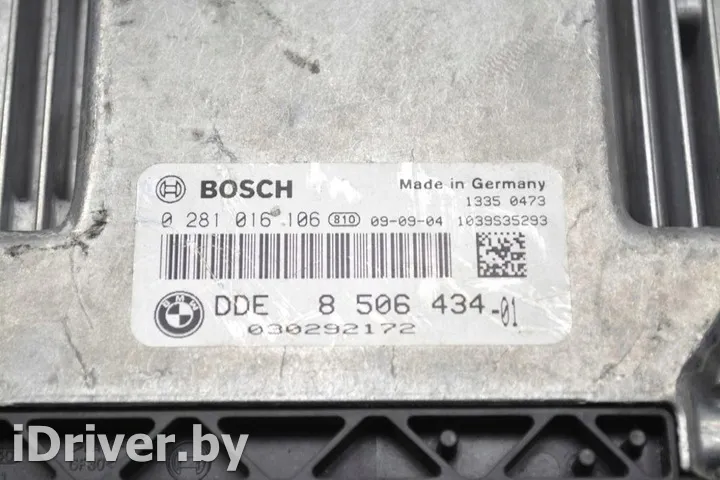 BOSCH
Made in Germany
1335 0473
0 281 016 106 810 09-09-04 1039S35293
BMW
DDE 8 506 434-01
030292172
iDriver.by